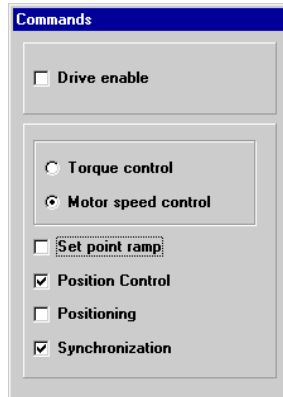 Commands
Drive enable
Torque control
Motor speed control
Set point ramp
Position Control
Positioning
Synchronization